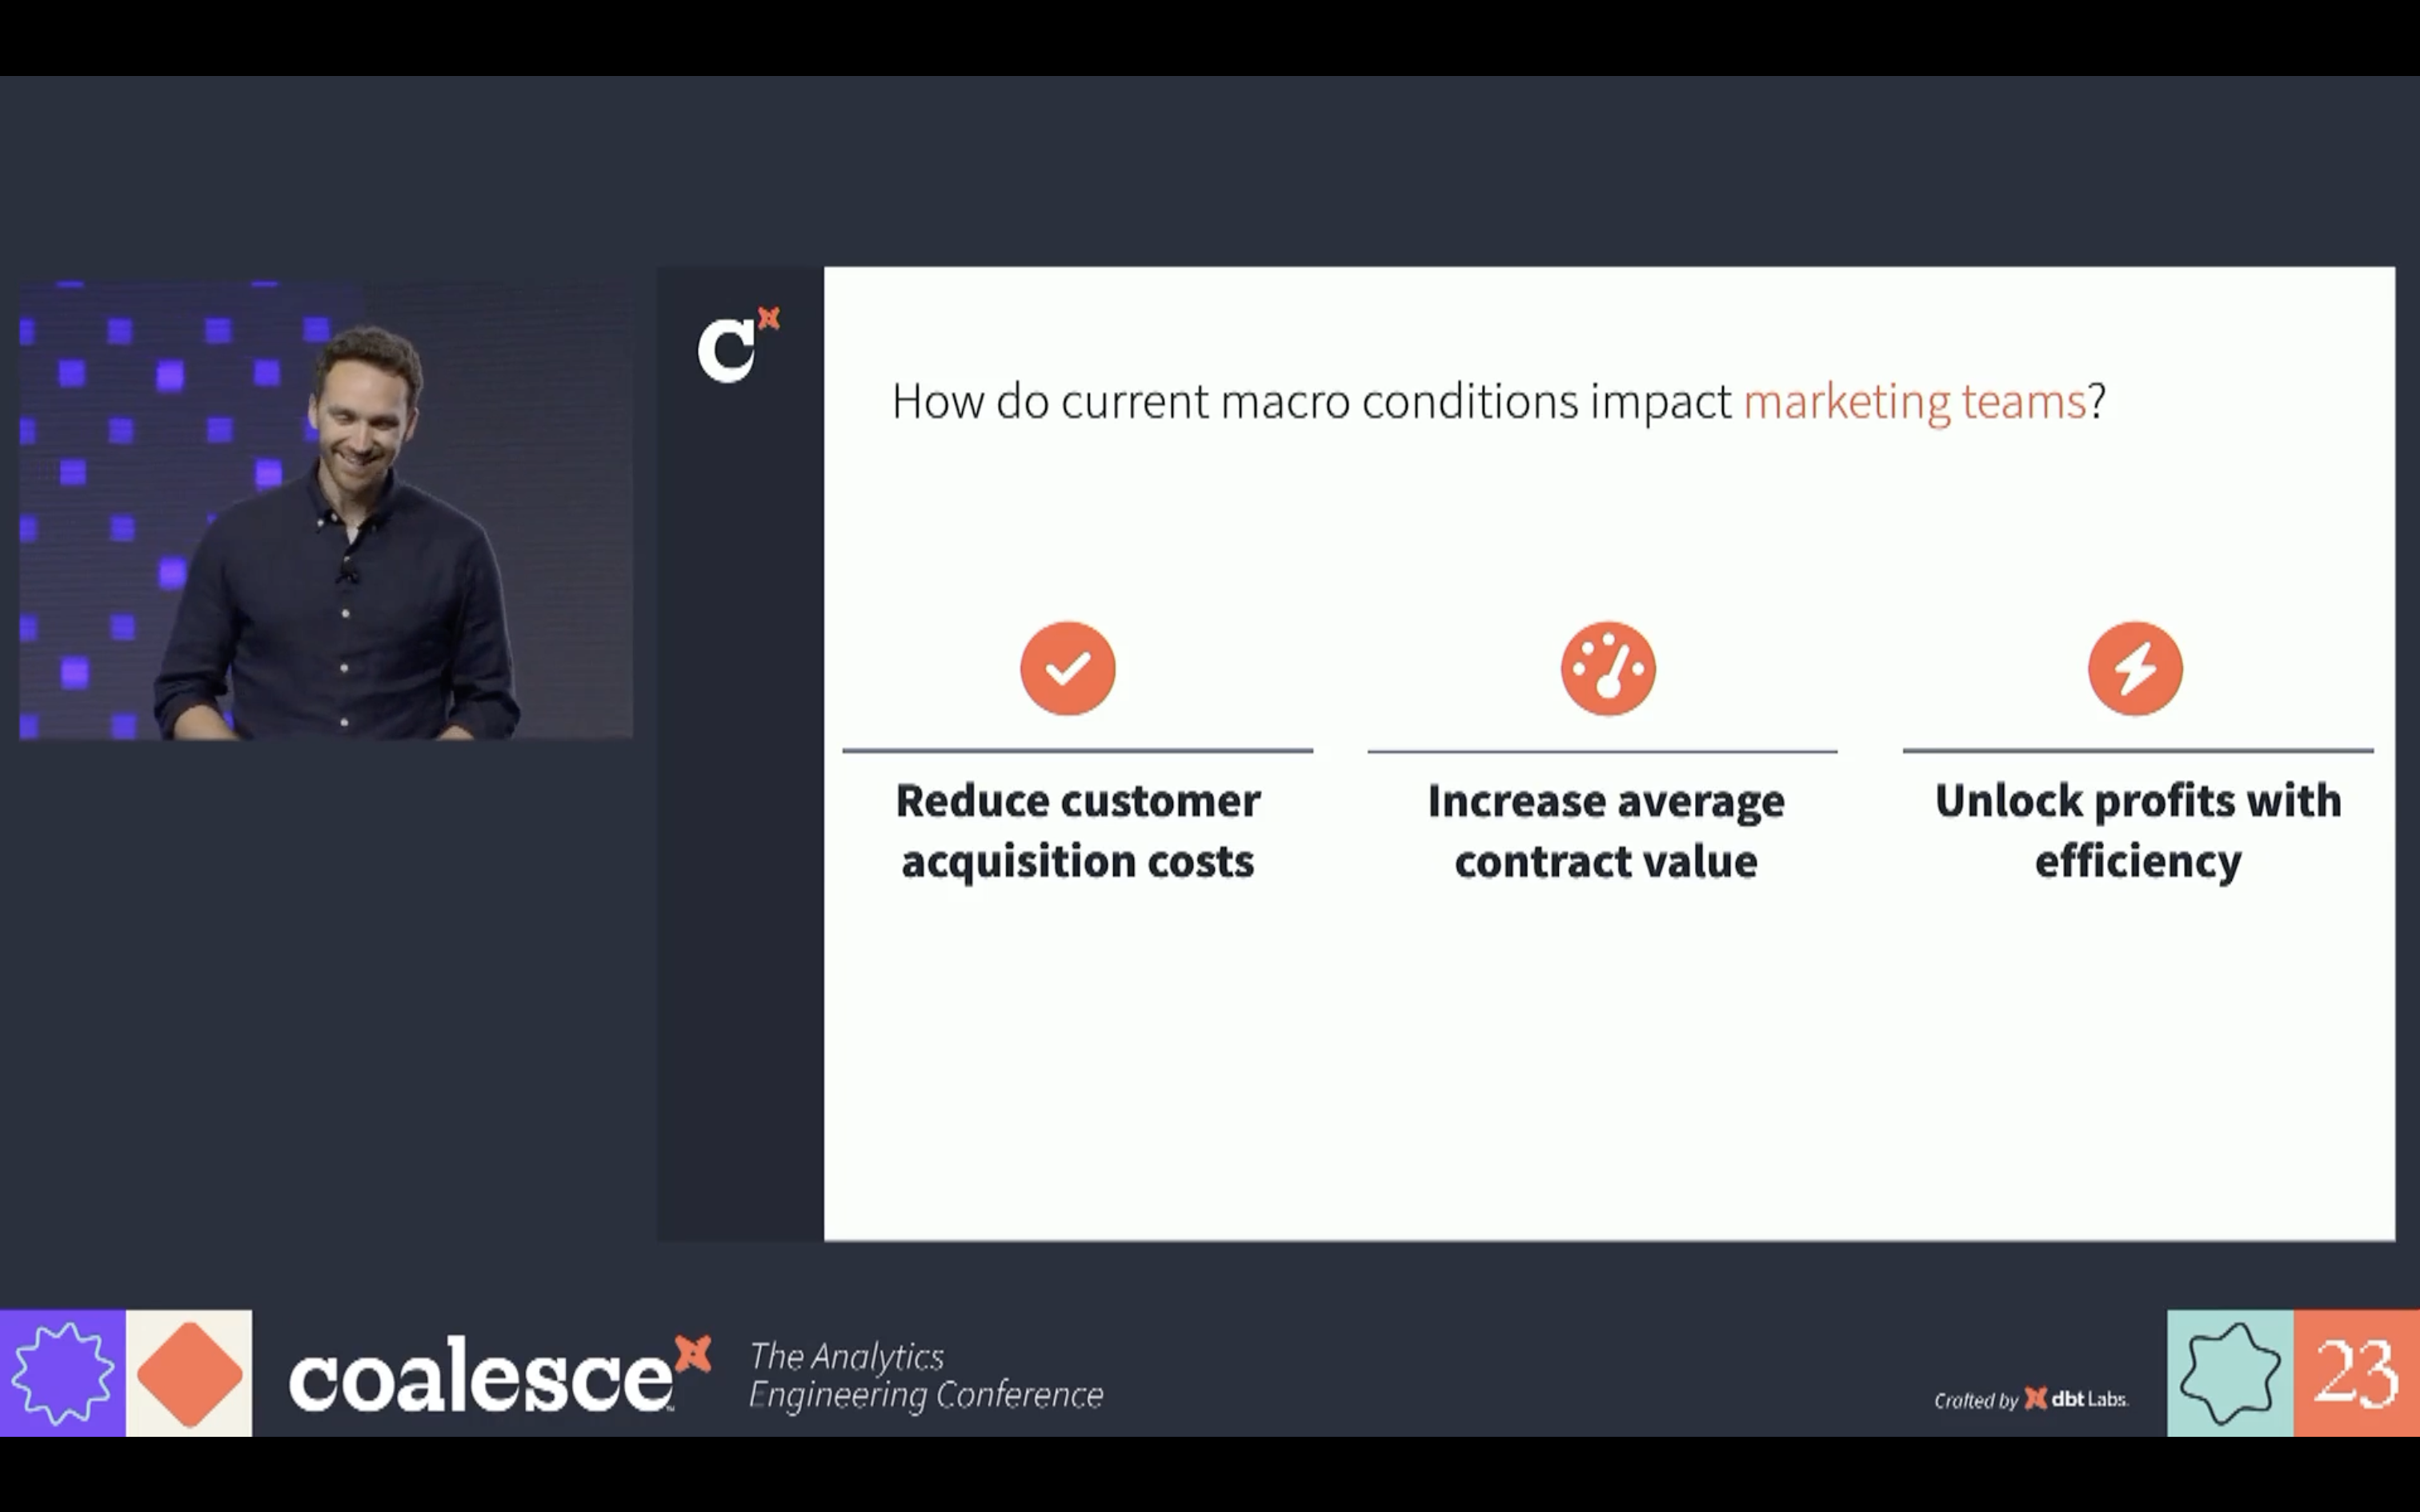 C
How do current macro conditions impact marketing teams?
Reduce customer
acquisition costs
Increase average
contract value
Unlock profits with
efficiency
coalesce
The Analytics
Engineering Conference
Crafted by dbt Labs.
23